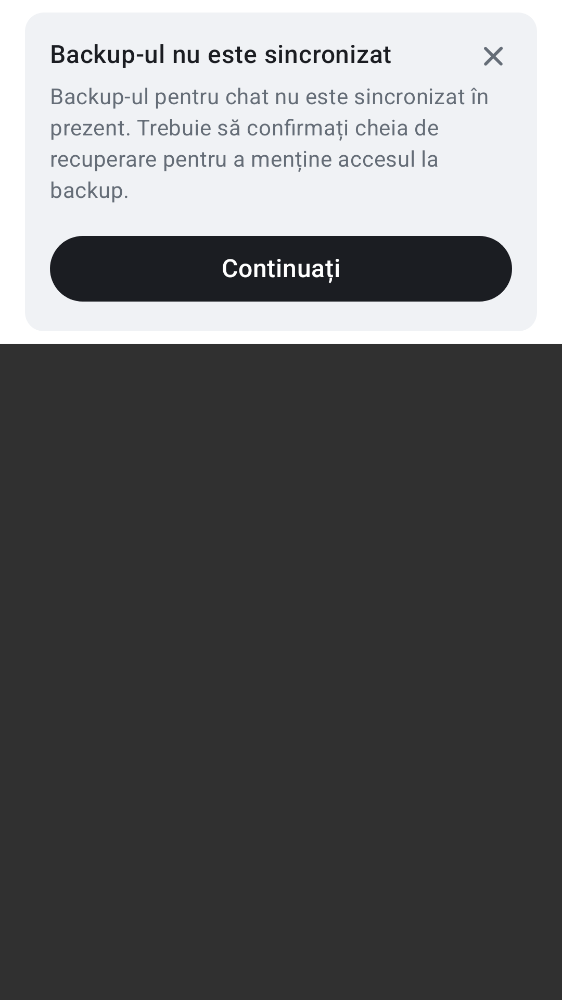 Backup-ul nu este sincronizat
Backup-ul pentru chat nu este sincronizat în
prezent. Trebuie să confirmați cheia de
recuperare pentru a menține accesul la
backup.
Continuați